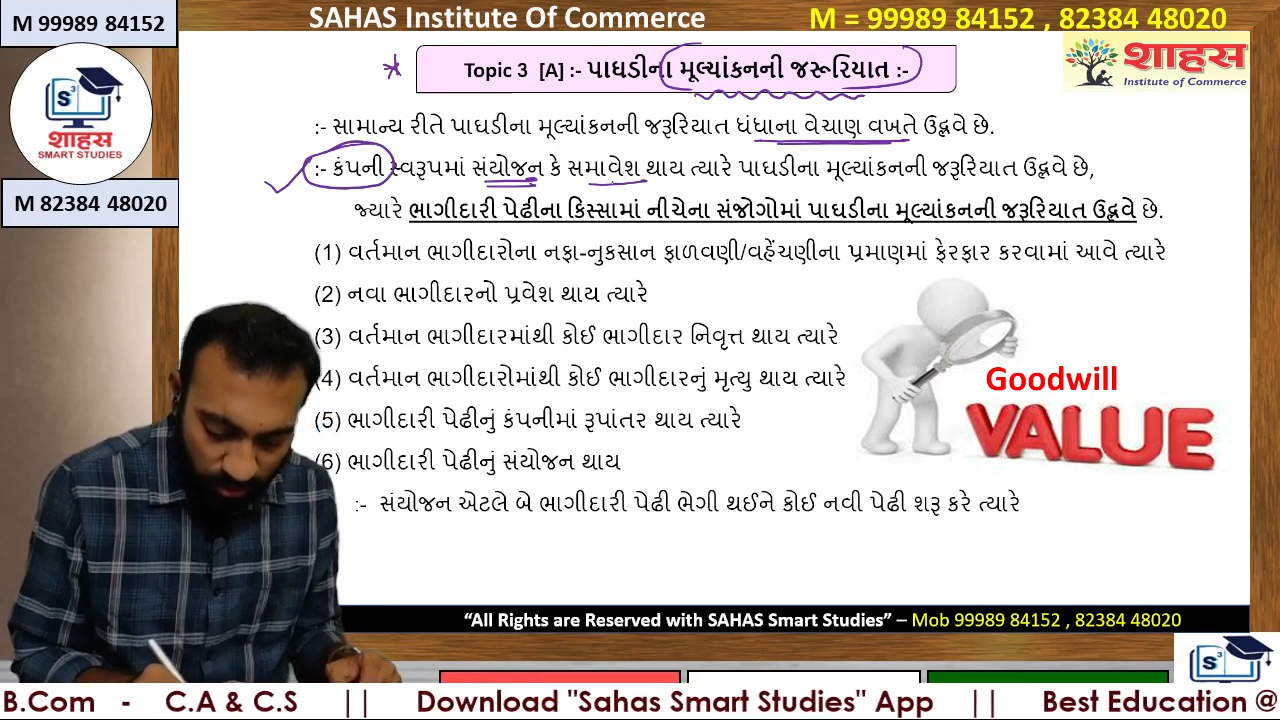 M 99989 84152
SAHAS Institute Of Commerce
M = 99989 84152 , 82384 48020
S3
शाहस
SMART STUDIES
M 82384 48020
शाहस
Institute of Commerce
Topic 3 [A] :- પાઘડીના મૂલ્યાંકનની જરૂરિયાત :-
:- સામાન્ય રીતે પાઘડીના મૂલ્યાંકનની જરૂરિયાત ધંધાના વેચાણ વખતે ઉદ્ભવે છે.
:- કંપની સ્વરૂપમાં સંયોજન કે સમાવેશ થાય ત્યારે પાઘડીના મૂલ્યાંકનની જરૂરિયાત ઉદ્ભવે છે,
જ્યારે ભાગીદારી પેઢીના કિસ્સામાં નીચેના સંજોગોમાં પાઘડીના મૂલ્યાંકનની જરૂરિયાત ઉદ્ભવે છે.
(1) વર્તમાન ભાગીદારોના નફા-નુકસાન ફાળવણી/વહેંચણીના પ્રમાણમાં ફેરફાર કરવામાં આવે ત્યારે
(2) નવા ભાગીદારનો પ્રવેશ થાય ત્યારે
(3) વર્તમાન ભાગીદારમાંથી કોઈ ભાગીદાર નિવૃત્ત થાય ત્યારે
(4) વર્તમાન ભાગીદારોમાંથી કોઈ ભાગીદારનું મૃત્યુ થાય ત્યારે
(5) ભાગીદારી પેઢીનું કંપનીમાં રૂપાંતર થાય ત્યારે
(6) ભાગીદારી પેઢીનું સંયોજન થાય
:- સંયોજન એટલે બે ભાગીદારી પેઢી ભેગી થઈને કોઈ નવી પેઢી શરૂ કરે ત્યારે
Goodwill
VALUE
“All Rights are Reserved with SAHAS Smart Studies” – Mob 99989 84152 , 82384 48020
S3
शाहस
B.Com - C.A & C.S || Download "Sahas Smart Studies" App || Best Education @